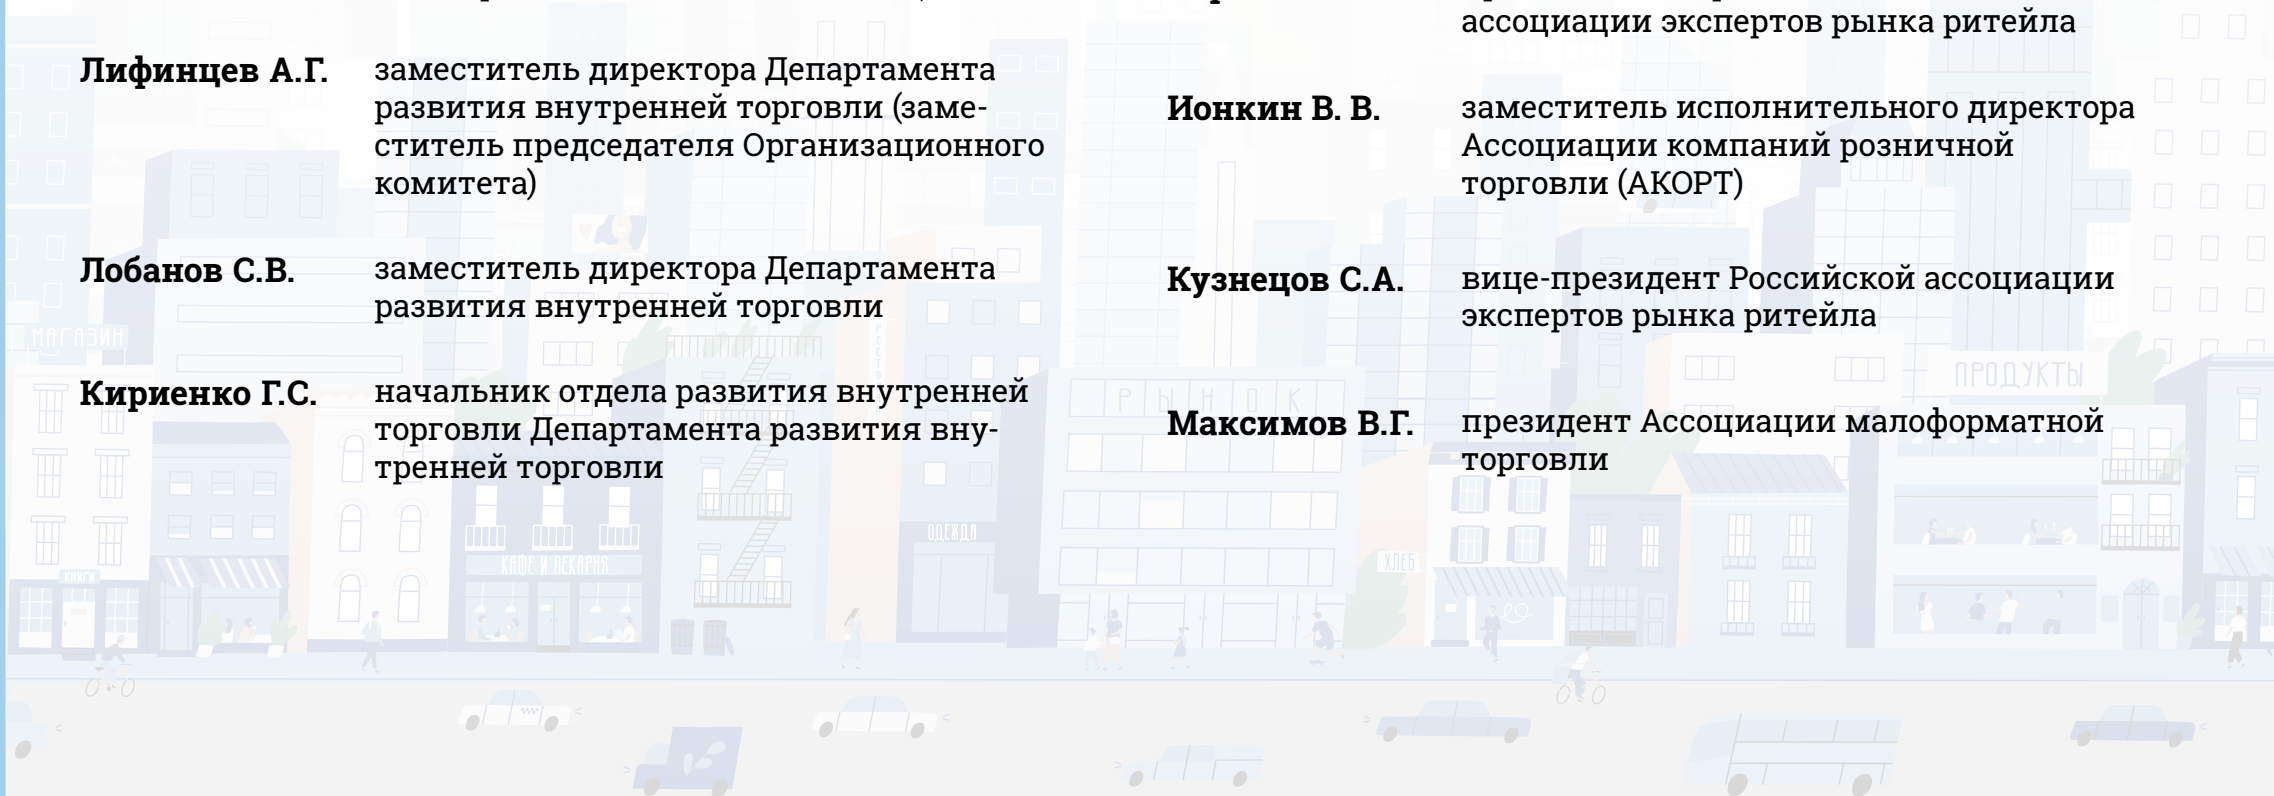 Лифинцев А.Г.
заместитель директора Департамента
развития внутренней торговли (заме-
ститель председателя Организационного
комитета)
Лобанов С.В.
заместитель директора Департамента
развития внутренней торговли
Кириенко Г.С.
начальник отдела развития внутренней
торговли Департамента развития вну-
тренней торговли
ассоциации экспертов рынка ритейла
Ионкин В. В.
заместитель исполнительного директора
Ассоциации компаний розничной
торговли (АКОРТ)
Кузнецов С.А.
вице-президент Российской ассоциации
экспертов рынка ритейла
Максимов В.Г.
президент Ассоциации малоформатной
торговли
МАГАЗИН
КНИГИ
КАФЕ И ПЕКАРНЯ
ОДЕЖДА
РЫНОК
ХЛЕБ
ПРОДУКТЫ